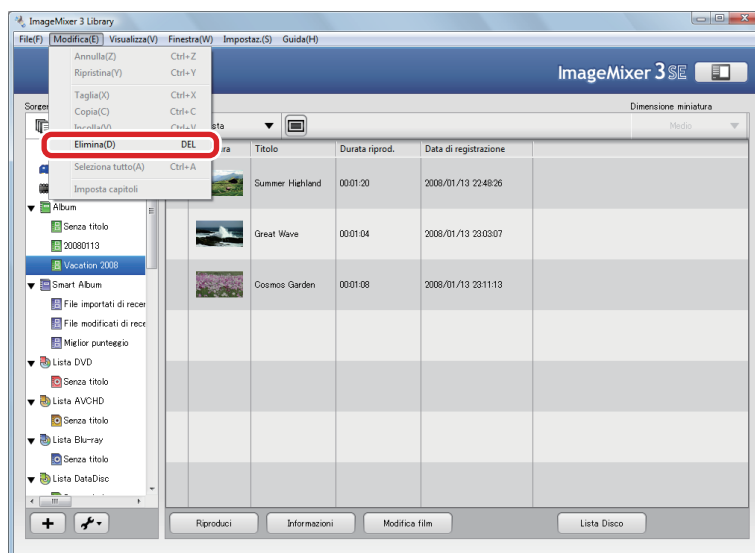 ImageMixer 3 Library
File(F) Modifica(E) Visualizza(V) Finestra(W) Impostaz.(S) Guida(H)
Annulla(Z) Ctrl+Z
Ripristina(Y) Ctrl+Y
ImageMixer 3 SE
Taglia(X) Ctrl+X
Copia(C) Ctrl+C
Dimensione miniatura
Incolla(V) Ctrl+V
Medio
Elimina(D) DEL
Titolo Durata riprod. Data di registrazione
Seleziona tutto(A) Ctrl+A
Imposta capitoli
Summer Highland 00:01:20 2008/01/13 22:48:26
Album
Senza titolo
Great Wave 00:01:04 2008/01/13 23:03:07
20080113
Vacation 2008
Smart Album
Cosmos Garden 00:01:08 2008/01/13 23:11:13
File importati di recer
File modificati di rece
Miglior punteggio
Lista DVD
Senza titolo
Lista AVCHD
Senza titolo
Lista Blu-ray
Senza titolo
Lista DataDisc
Riproduci Informazioni Modifica film Lista Disco